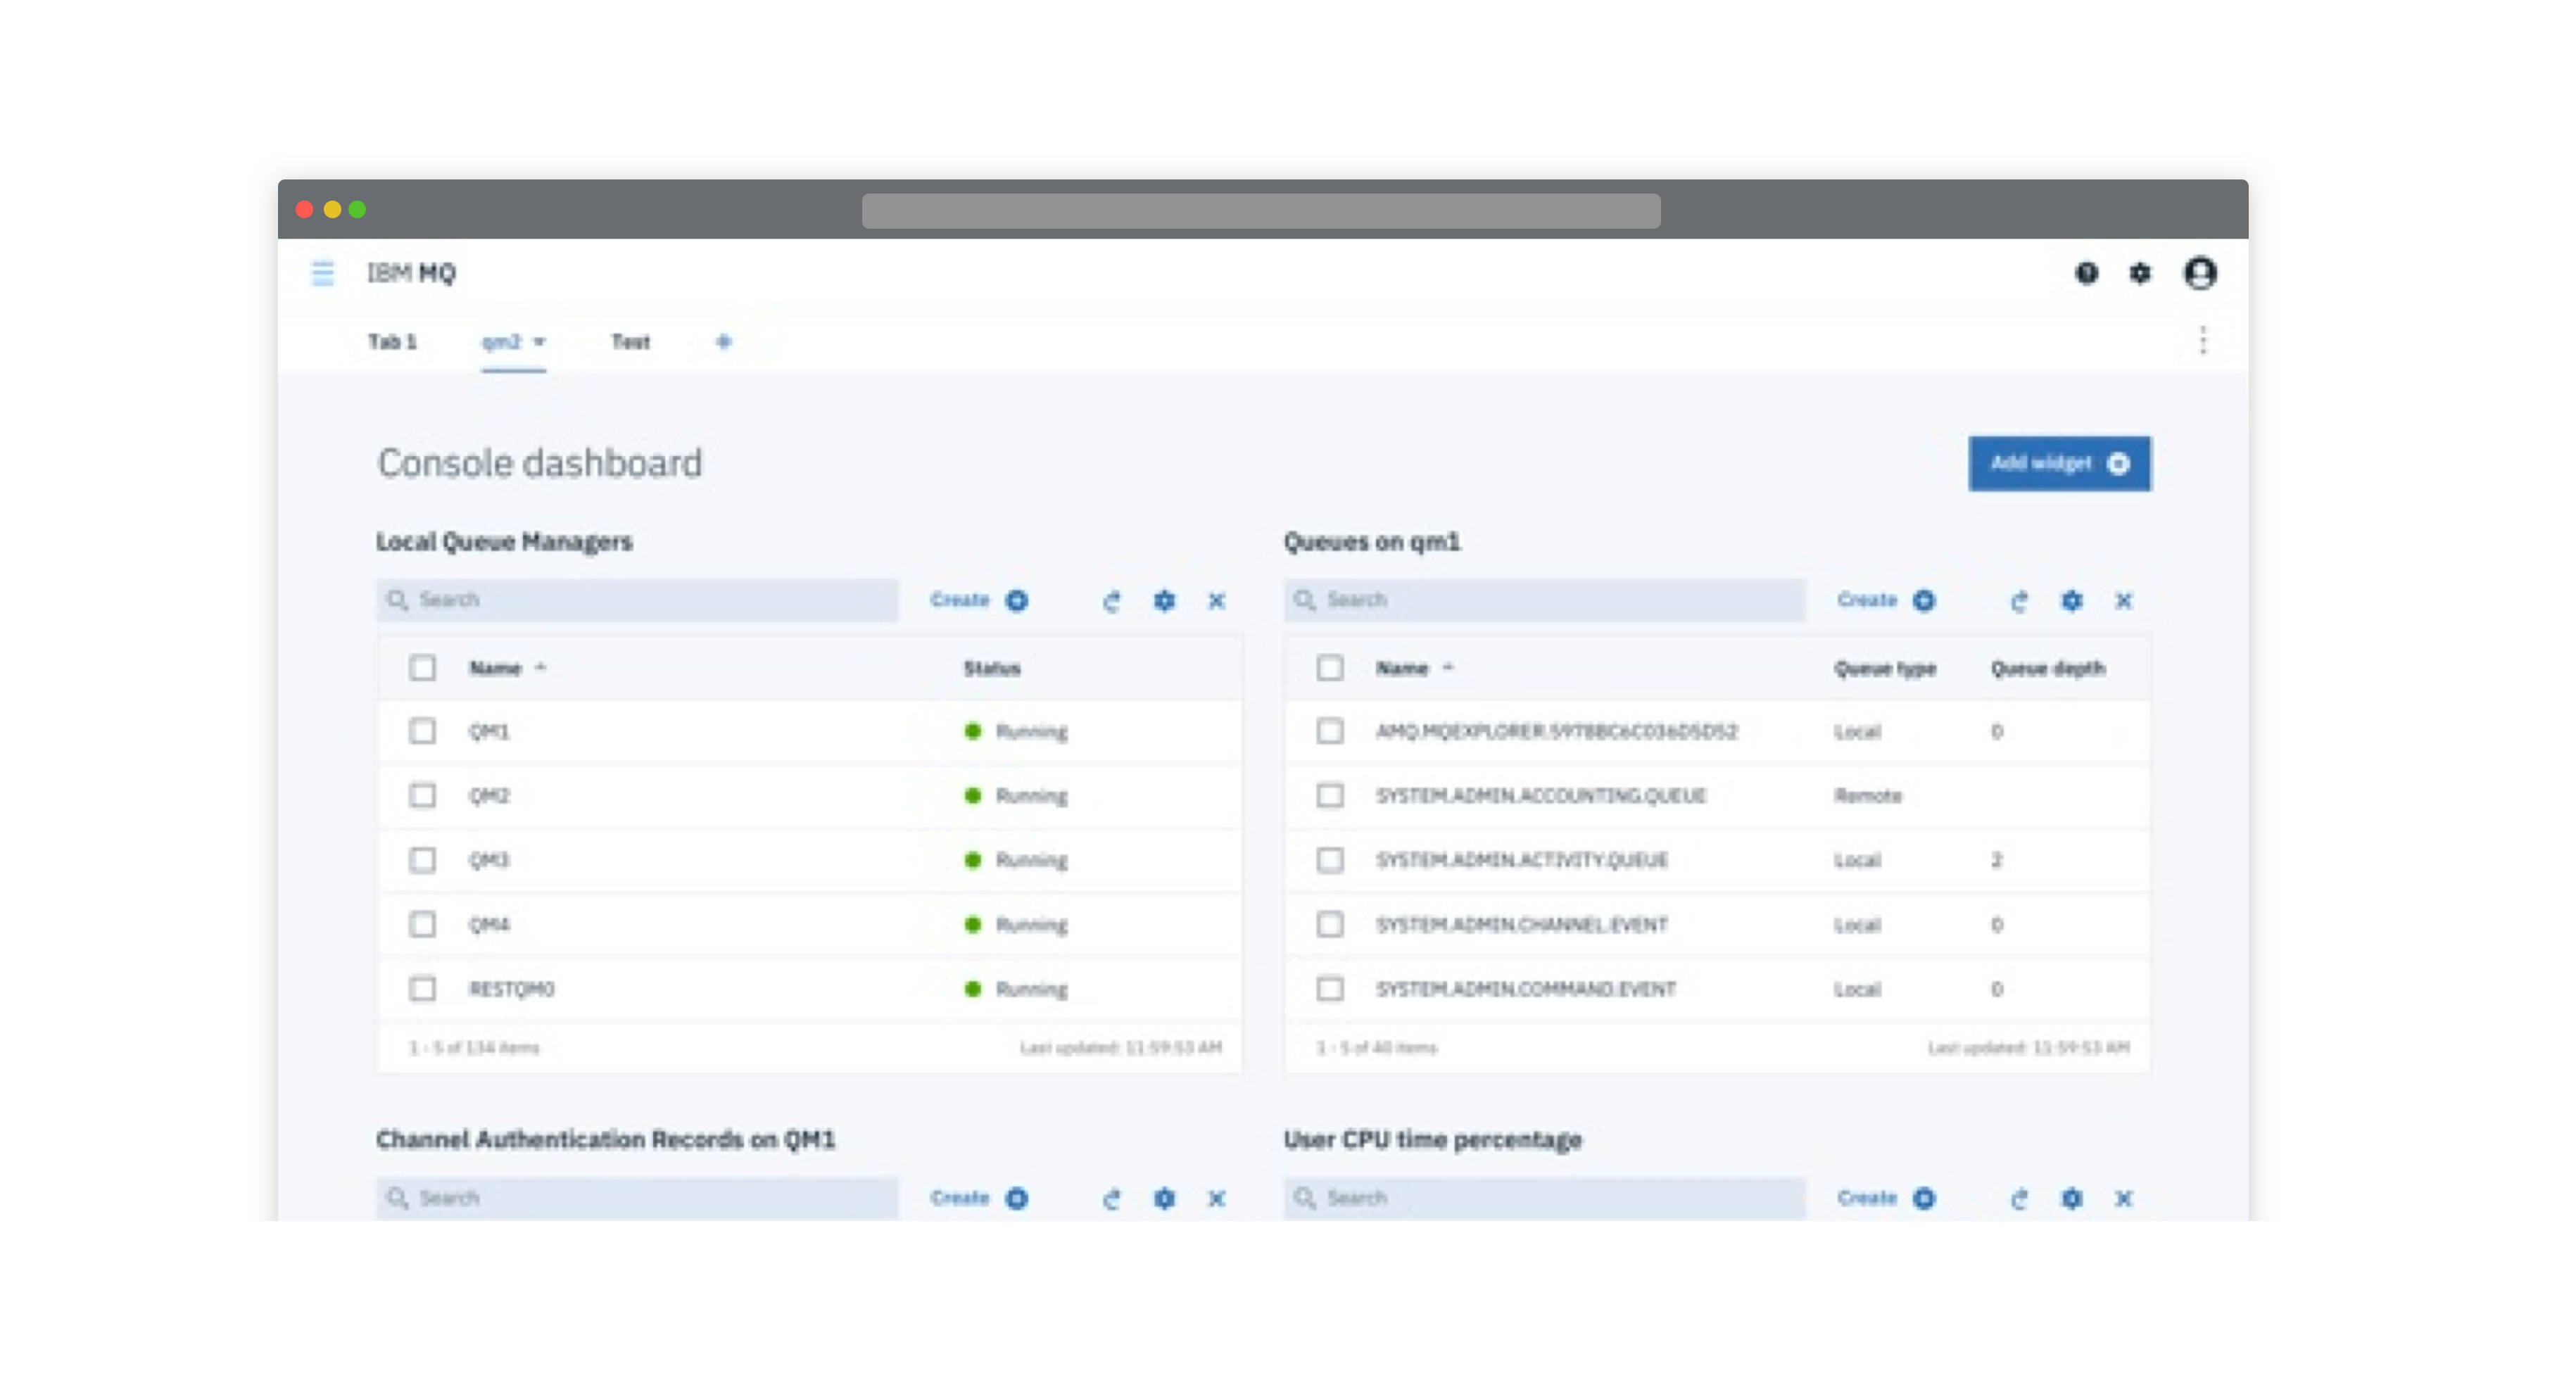 IBM MQ
Tab 1 qm2 Test
Console dashboard
Add widget
Local Queue Managers
Search Create
Name Status
QM1 Running
QM2 Running
QM3 Running
QM4 Running
RESTQM0 Running
1 - 5 of 134 items Last updated: 11:59:53 AM
Queues on qm1
Search Create
Name Queue type Queue depth
Local 0
SYSTEM.ADMIN.ACCOUNTING.QUEUE Remote
SYSTEM.ADMIN.ACTIVITY.QUEUE Local 2
SYSTEM.ADMIN.CHANNEL.EVENT Local 0
SYSTEM.ADMIN.COMMAND.EVENT Local 0
1 - 5 of 40 items Last updated: 11:59:53 AM
Channel Authentication Records on QM1
Search Create
User CPU time percentage
Search Create